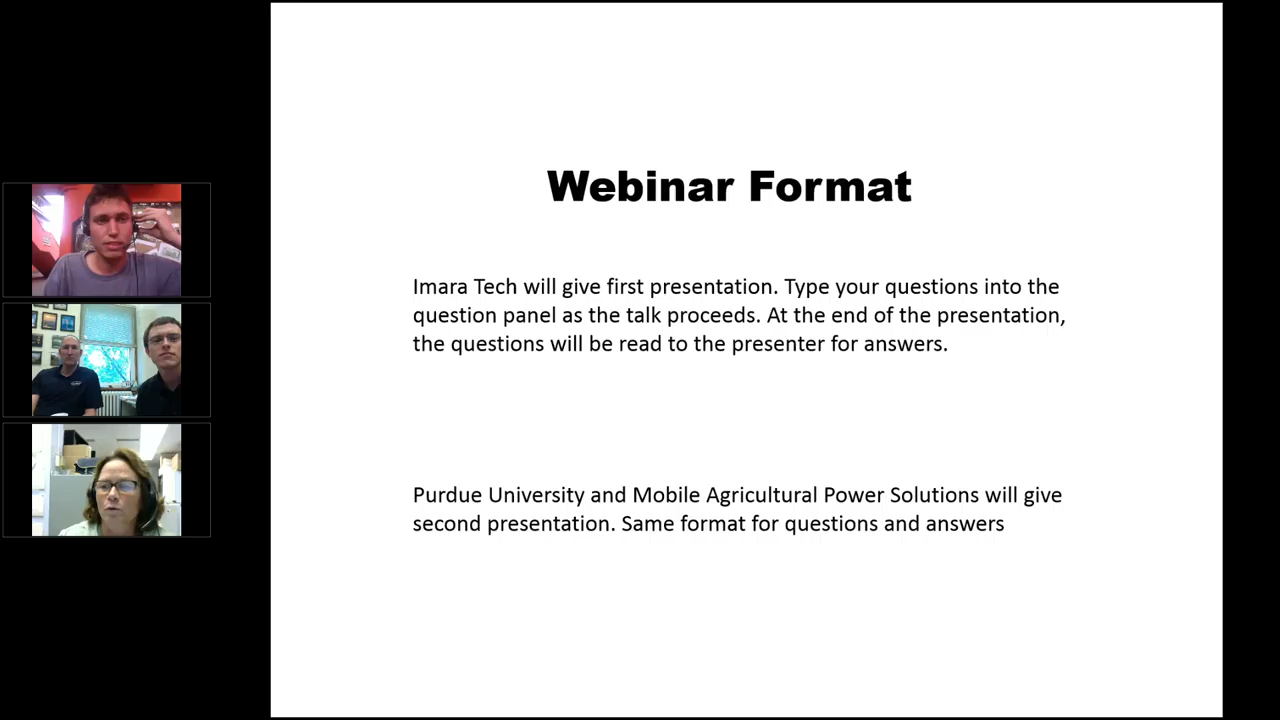 Webinar Format
Imara Tech will give first presentation. Type your questions into the
question panel as the talk proceeds. At the end of the presentation,
the questions will be read to the presenter for answers.
Purdue University and Mobile Agricultural Power Solutions will give
second presentation. Same format for questions and answers